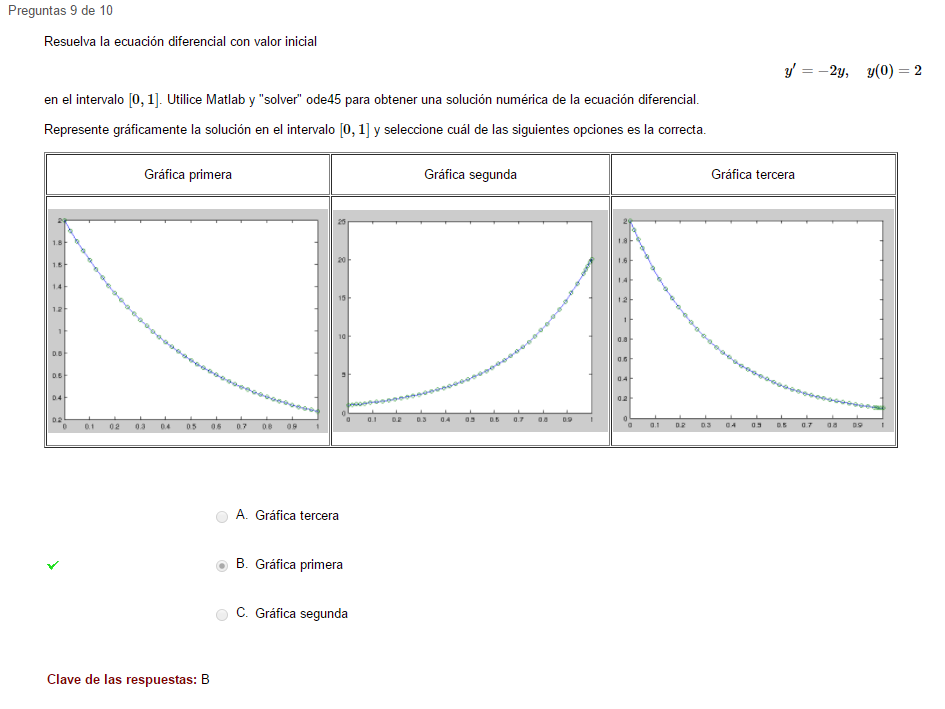 Preguntas 9 de 10
Resuelva la ecuación diferencial con valor inicial
y′ = −2y, y(0) = 2
en el intervalo [0, 1]. Utilice Matlab y "solver" ode45 para obtener una solución numérica de la ecuación diferencial.
Represente gráficamente la solución en el intervalo [0, 1] y seleccione cuál de las siguientes opciones es la correcta.
Gráfica primera Gráfica segunda Gráfica tercera
2 1.8 1.6 1.4 1.2 1 0.8 0.6 0.4 0.2
0 0.1 0.2 0.3 0.4 0.5 0.6 0.7 0.8 0.9 1
25 20 15 10 5 0
0 0.1 0.2 0.3 0.4 0.5 0.6 0.7 0.8 0.9 1
2 1.8 1.6 1.4 1.2 1 0.8 0.6 0.4 0.2 0
0 0.1 0.2 0.3 0.4 0.5 0.6 0.7 0.8 0.9 1
A. Gráfica tercera
B. Gráfica primera
C. Gráfica segunda
Clave de las respuestas: B